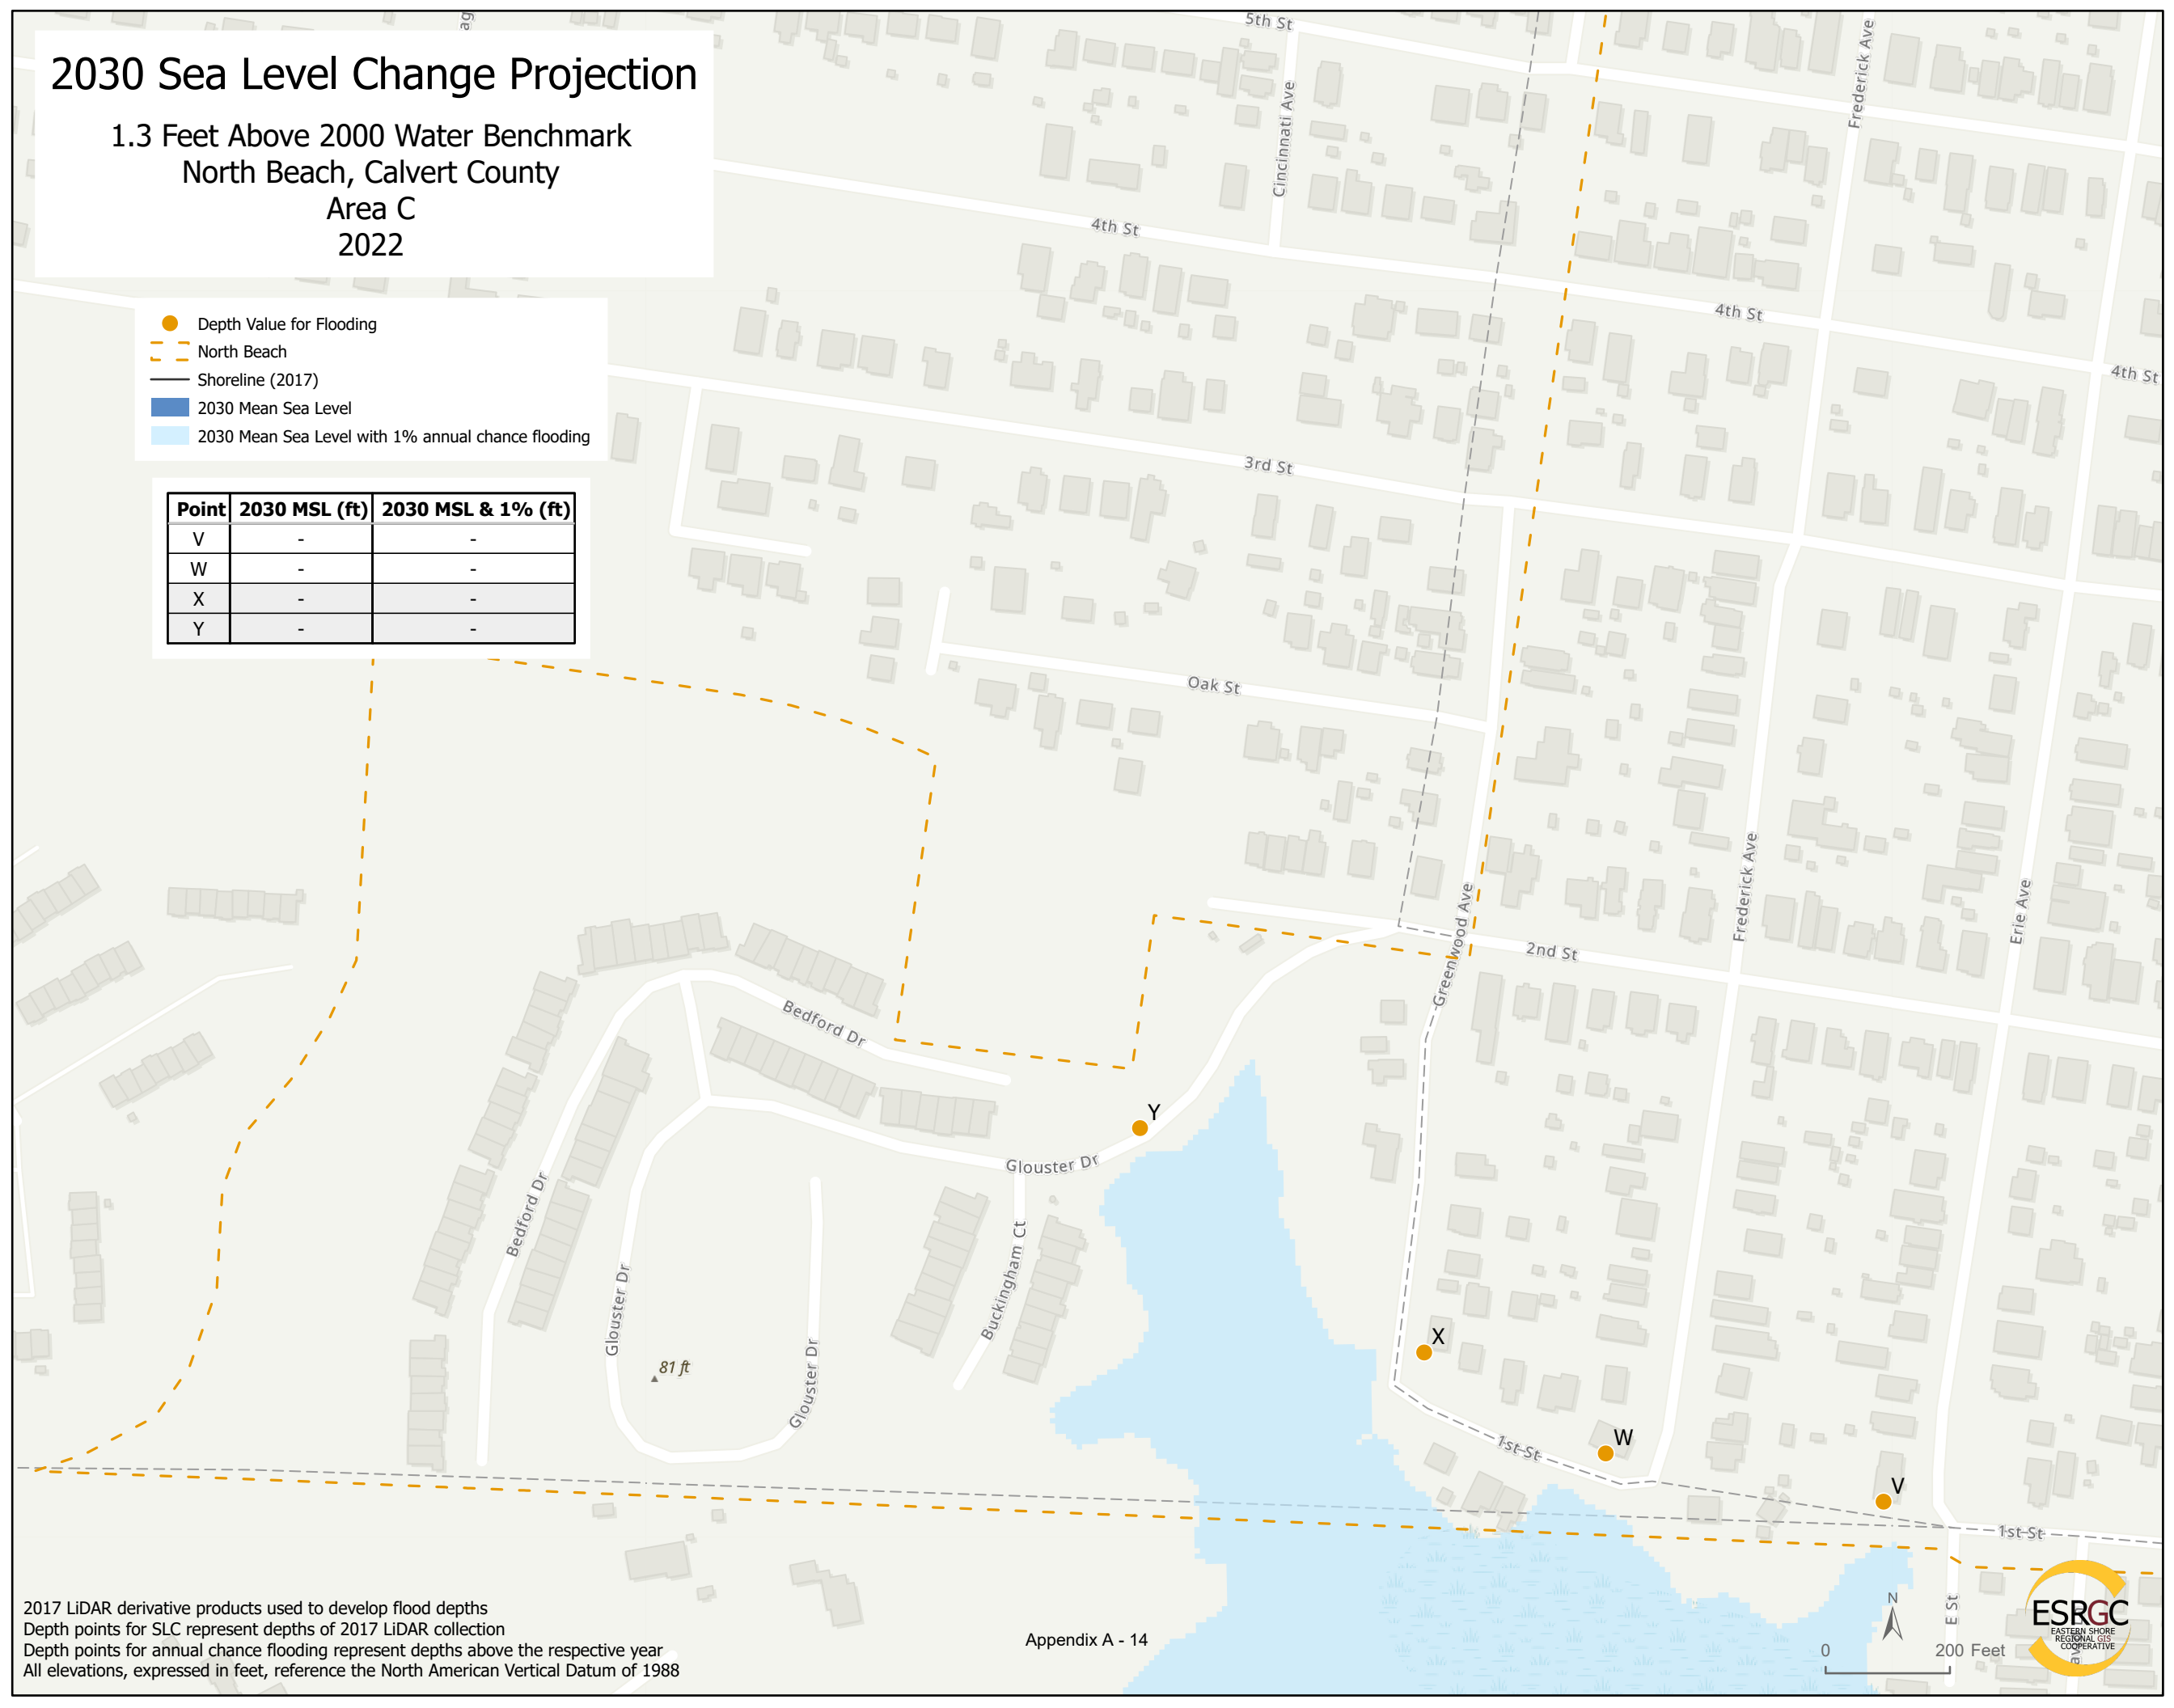 2030 Sea Level Change Projection
1.3 Feet Above 2000 Water Benchmark
North Beach, Calvert County
Area C
2022
Depth Value for Flooding
North Beach
Shoreline (2017)
2030 Mean Sea Level
2030 Mean Sea Level with 1% annual chance flooding
Point 2030 MSL (ft) 2030 MSL & 1% (ft)
V - -
W - -
X - -
Y - -
ag
5th St
Cincinnati Ave
Frederick Ave
4th St
4th St
4th St
3rd St
Oak St
Greenwood Ave
Frederick Ave
Erie Ave
2nd St
Bedford Dr
Y
Glouster Dr
Bedford Dr
Buckingham Ct
Glouster Dr
Glouster Dr
81 ft
X
W
1st St
V
1st St
E St
2017 LiDAR derivative products used to develop flood depths
Depth points for SLC represent depths of 2017 LiDAR collection
Depth points for annual chance flooding represent depths above the respective year
All elevations, expressed in feet, reference the North American Vertical Datum of 1988
Appendix A - 14
N
0 200 Feet
ESRGC
EASTERN SHORE
REGIONAL GIS
COOPERATIVE